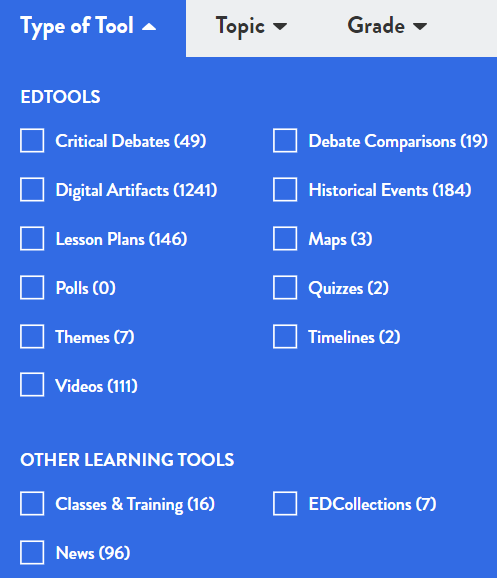 Type of Tool Topic Grade
EDTOOLS
Critical Debates (49) Debate Comparisons (19)
Digital Artifacts (1241) Historical Events (184)
Lesson Plans (146) Maps (3)
Polls (0) Quizzes (2)
Themes (7) Timelines (2)
Videos (111)
OTHER LEARNING TOOLS
Classes & Training (16) EDCollections (7)
News (96)